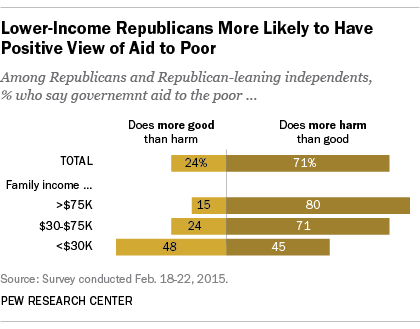 Lower-Income Republicans More Likely to Have
Positive View of Aid to Poor
Among Republicans and Republican-leaning independents,
% who say governemnt aid to the poor ...
Does more good
than harm
Does more harm
than good
TOTAL 24% 71%
Family income ...
>$75K 15 80
$30-$75K 24 71
<$30K 48 45
Source: Survey conducted Feb. 18-22, 2015.
PEW RESEARCH CENTER